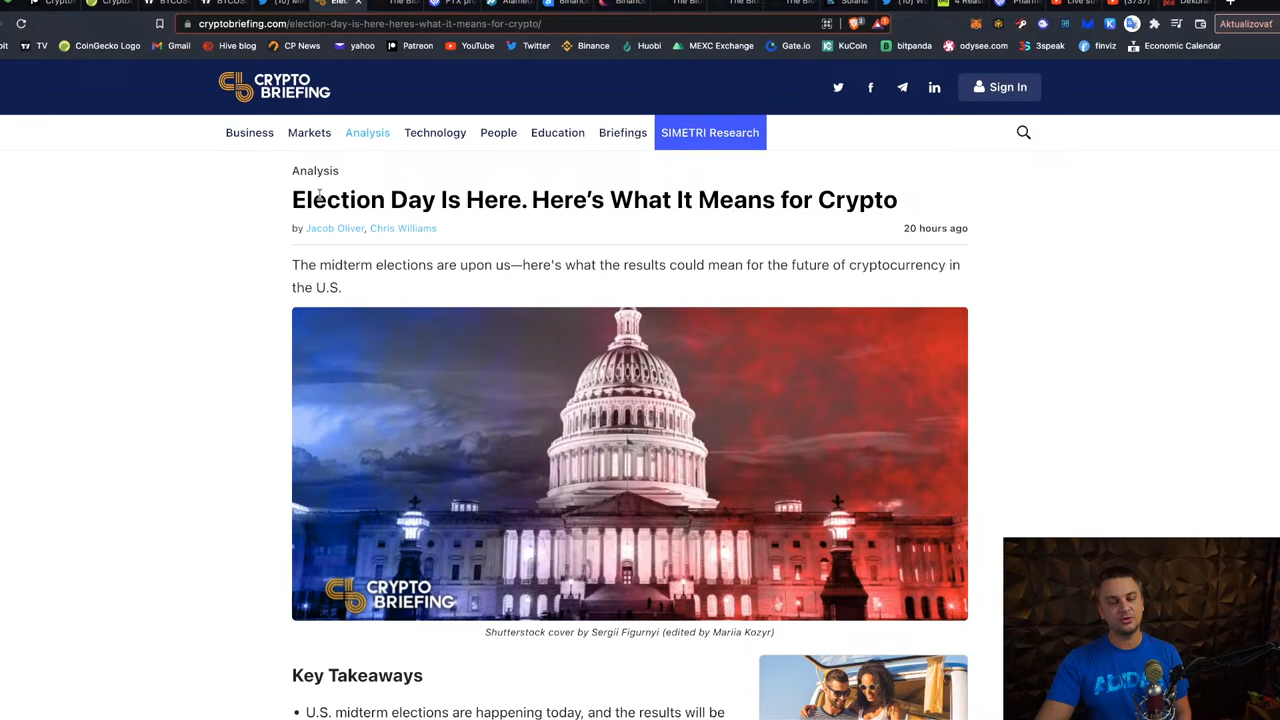 cryptobriefing.com/election-day-is-here-heres-what-it-means-for-crypto/
Aktualizovať
TV CoinGecko Logo Gmail Hive blog CP News yahoo Patreon YouTube Twitter Binance Huobi MEXC Exchange Gate.io KuCoin bitpanda odysee.com 3speak finviz Economic Calendar
CRYPTO
BRIEFING
Sign In
Business Markets Analysis Technology People Education Briefings SIMETRI Research
Analysis
Election Day Is Here. Here’s What It Means for Crypto
by Jacob Oliver, Chris Williams 20 hours ago
The midterm elections are upon us—here's what the results could mean for the future of cryptocurrency in
the U.S.
CRYPTO
BRIEFING
Shutterstock cover by Sergii Figurnyi (edited by Mariia Kozyr)
Key Takeaways
• U.S. midterm elections are happening today, and the results will be